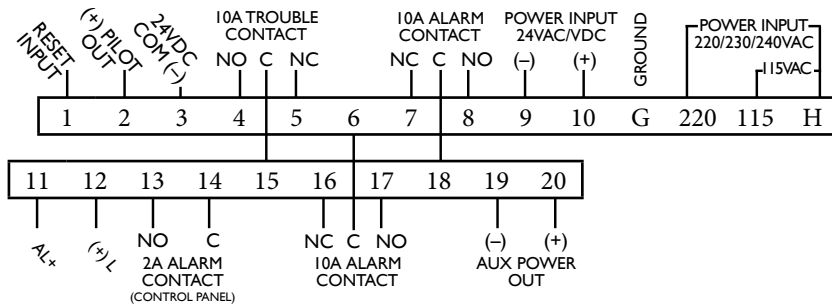 RESET
INPUT
(+) PILOT
OUT
24VDC
COM (–)
10A TROUBLE
CONTACT
NO C NC
10A ALARM
CONTACT
NC C NO
POWER INPUT
24VAC/VDC
(–) (+)
GROUND
POWER INPUT
220/230/240VAC
115VAC
1 2 3 4 5 6 7 8 9 10 G 220 115 H
11 12 13 14 15 16 17 18 19 20
AL+
(+) L
NO C
2A ALARM
CONTACT
(CONTROL PANEL)
NC C NO
10A ALARM
CONTACT
(–) (+)
AUX POWER
OUT